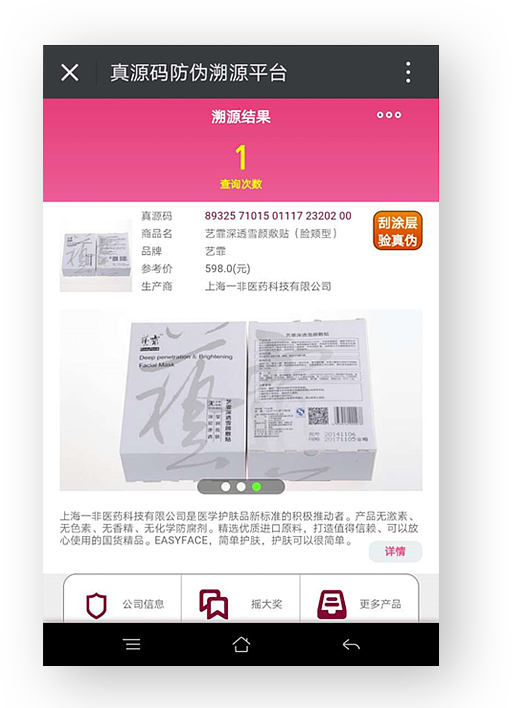 真源码防伪溯源平台
溯源结果
1
查询次数
真源码 89325 71015 01117 23202 00
商品名 艺霏深透雪颜敷贴（脸颊型）
品牌 艺霏
参考价 598.0(元)
生产商 上海一非医药科技有限公司
刮涂层
验真伪
Deep penetration & Brightening
Facial Mask
艺霏深透雪颜敷贴
艺霏深透雪颜敷贴
20141106
20171105
上海一非医药科技有限公司是医学护肤品新标准的积极推动者。产品无激素、
无色素、无香精、无化学防腐剂。精选优质进口原料，打造值得信赖、可以放
心使用的国货精品。EASYFACE，简单护肤，护肤可以很简单。
详情
公司信息
摇大奖
更多产品